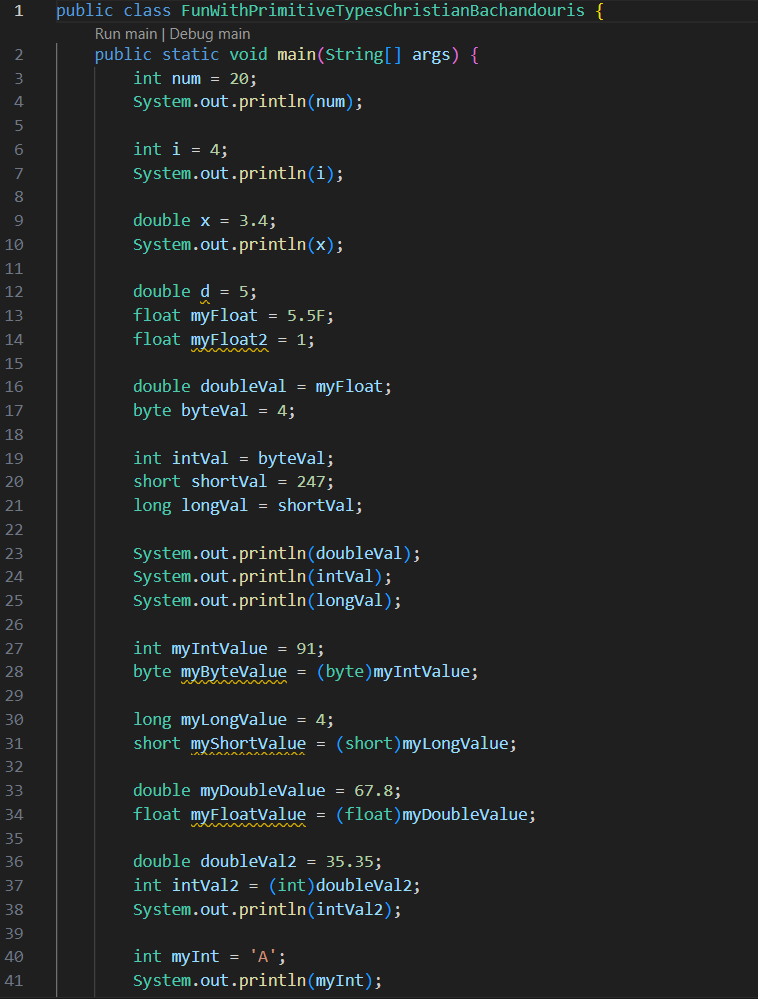 1 public class FunWithPrimitiveTypesChristianBachandouris {
Run main | Debug main
2 public static void main(String[] args) {
3 int num = 20;
4 System.out.println(num);
5
6 int i = 4;
7 System.out.println(i);
8
9 double x = 3.4;
10 System.out.println(x);
11
12 double d = 5;
13 float myFloat = 5.5F;
14 float myFloat2 = 1;
15
16 double doubleVal = myFloat;
17 byte byteVal = 4;
18
19 int intVal = byteVal;
20 short shortVal = 247;
21 long longVal = shortVal;
22
23 System.out.println(doubleVal);
24 System.out.println(intVal);
25 System.out.println(longVal);
26
27 int myIntValue = 91;
28 byte myByteValue = (byte)myIntValue;
29
30 long myLongValue = 4;
31 short myShortValue = (short)myLongValue;
32
33 double myDoubleValue = 67.8;
34 float myFloatValue = (float)myDoubleValue;
35
36 double doubleVal2 = 35.35;
37 int intVal2 = (int)doubleVal2;
38 System.out.println(intVal2);
39
40 int myInt = 'A';
41 System.out.println(myInt);